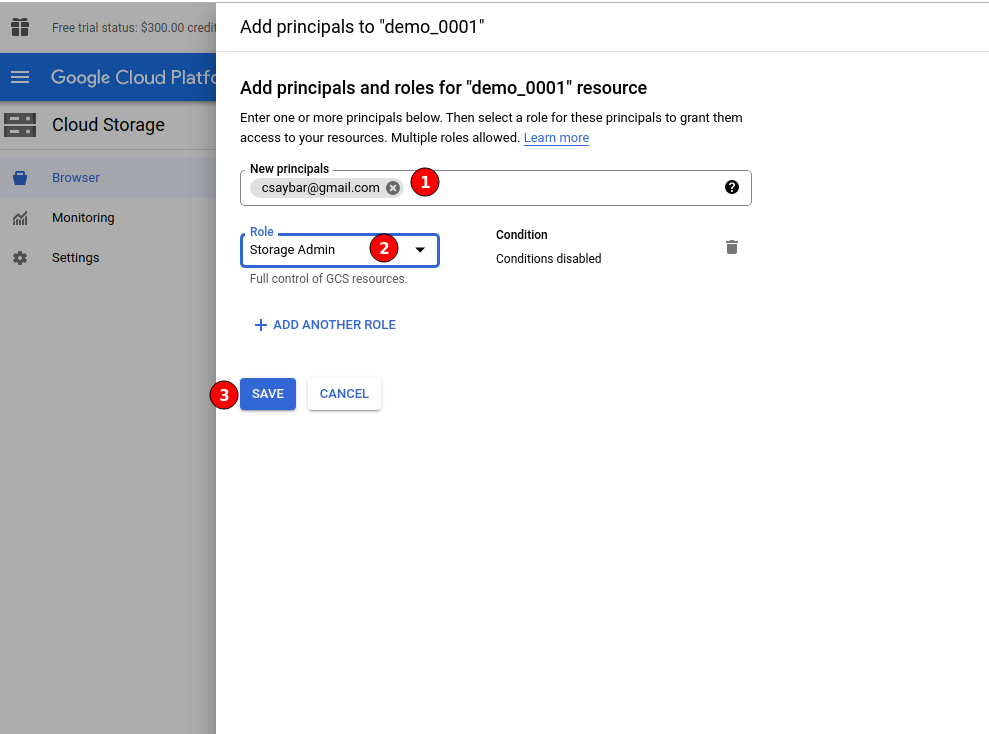 Free trial status: $300.00 credit
Google Cloud Platfo
Cloud Storage
Browser
Monitoring
Settings
Add principals to "demo_0001"
Add principals and roles for "demo_0001" resource
Enter one or more principals below. Then select a role for these principals to grant them
access to your resources. Multiple roles allowed. Learn more
New principals
csaybar@gmail.com
1
?
Role
Storage Admin
2
Full control of GCS resources.
Condition
Conditions disabled
+ ADD ANOTHER ROLE
3
SAVE
CANCEL